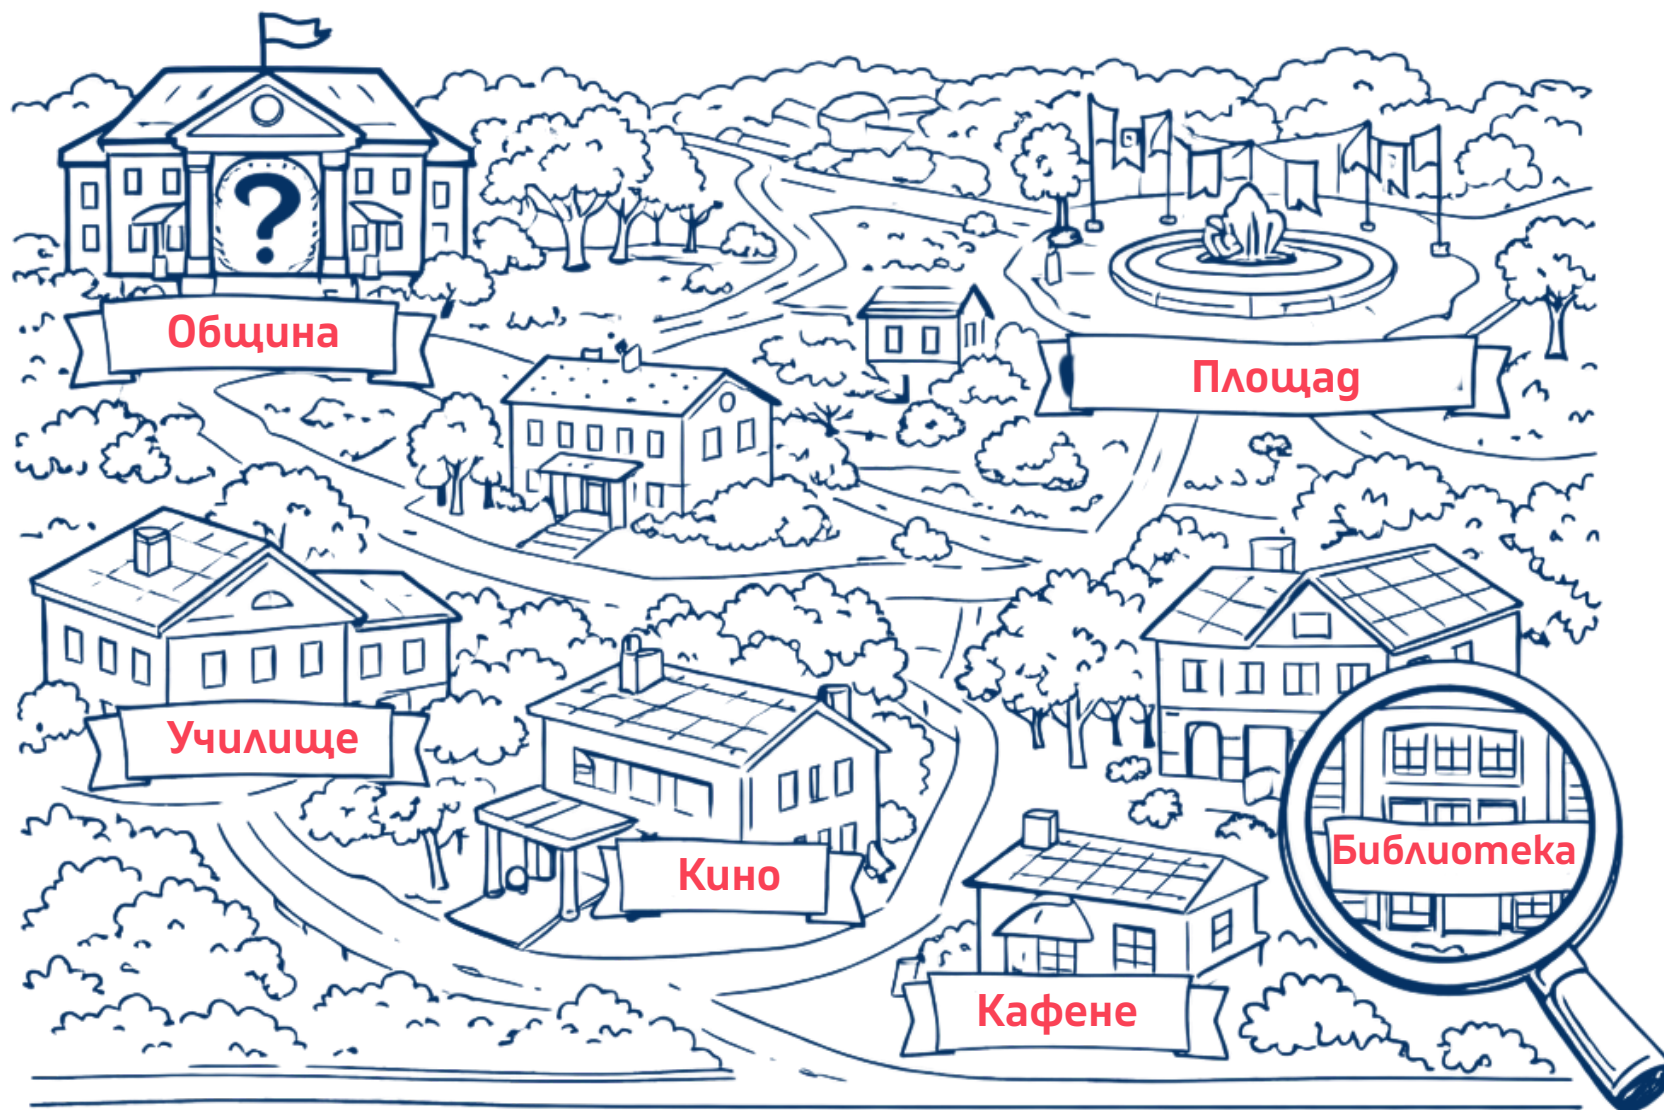 ?
Община
Площад
Училище
Кино
Библиотека
Кафене